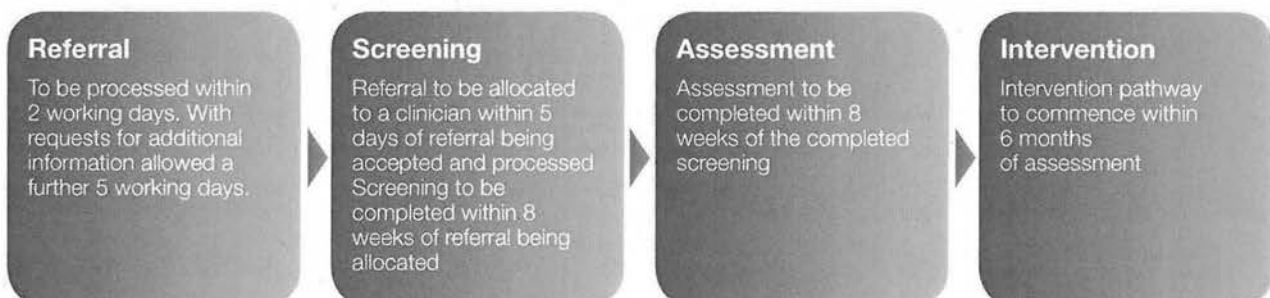 Referral
To be processed within
2 working days. With
requests for additional
information allowed a
further 5 working days.
Screening
Referral to be allocated
to a clinician within 5
days of referral being
accepted and processed
Screening to be
completed within 8
weeks of referral being
allocated
Assessment
Assessment to be
completed within 8
weeks of the completed
screening
Intervention
Intervention pathway
to commence within
6 months
of assessment